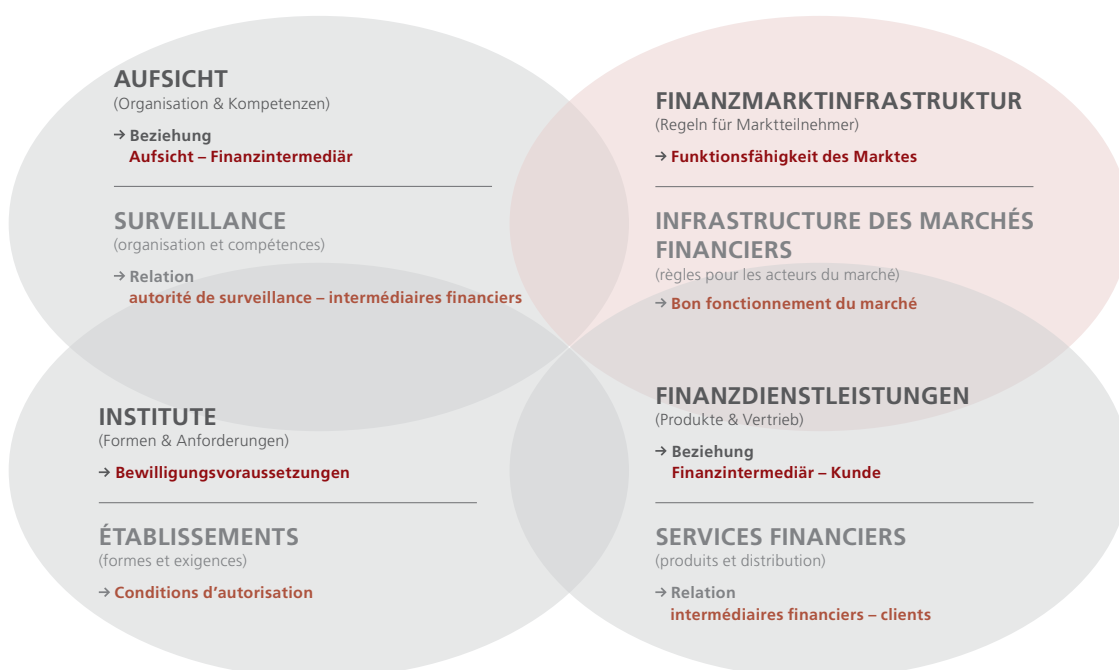 AUFSICHT
(Organisation & Kompetenzen)
→ Beziehung
Aufsicht – Finanzintermediär
SURVEILLANCE
(organisation et compétences)
→ Relation
autorité de surveillance – intermédiaires financiers
FINANZMARKTINFRASTRUKTUR
(Regeln für Marktteilnehmer)
→ Funktionsfähigkeit des Marktes
INFRASTRUCTURE DES MARCHÉS
FINANCIERS
(règles pour les acteurs du marché)
→ Bon fonctionnement du marché
INSTITUTE
(Formen & Anforderungen)
→ Bewilligungsvoraussetzungen
ÉTABLISSEMENTS
(formes et exigences)
→ Conditions d’autorisation
FINANZDIENSTLEISTUNGEN
(Produkte & Vertrieb)
→ Beziehung
Finanzintermediär – Kunde
SERVICES FINANCIERS
(produits et distribution)
→ Relation
intermédiaires financiers – clients